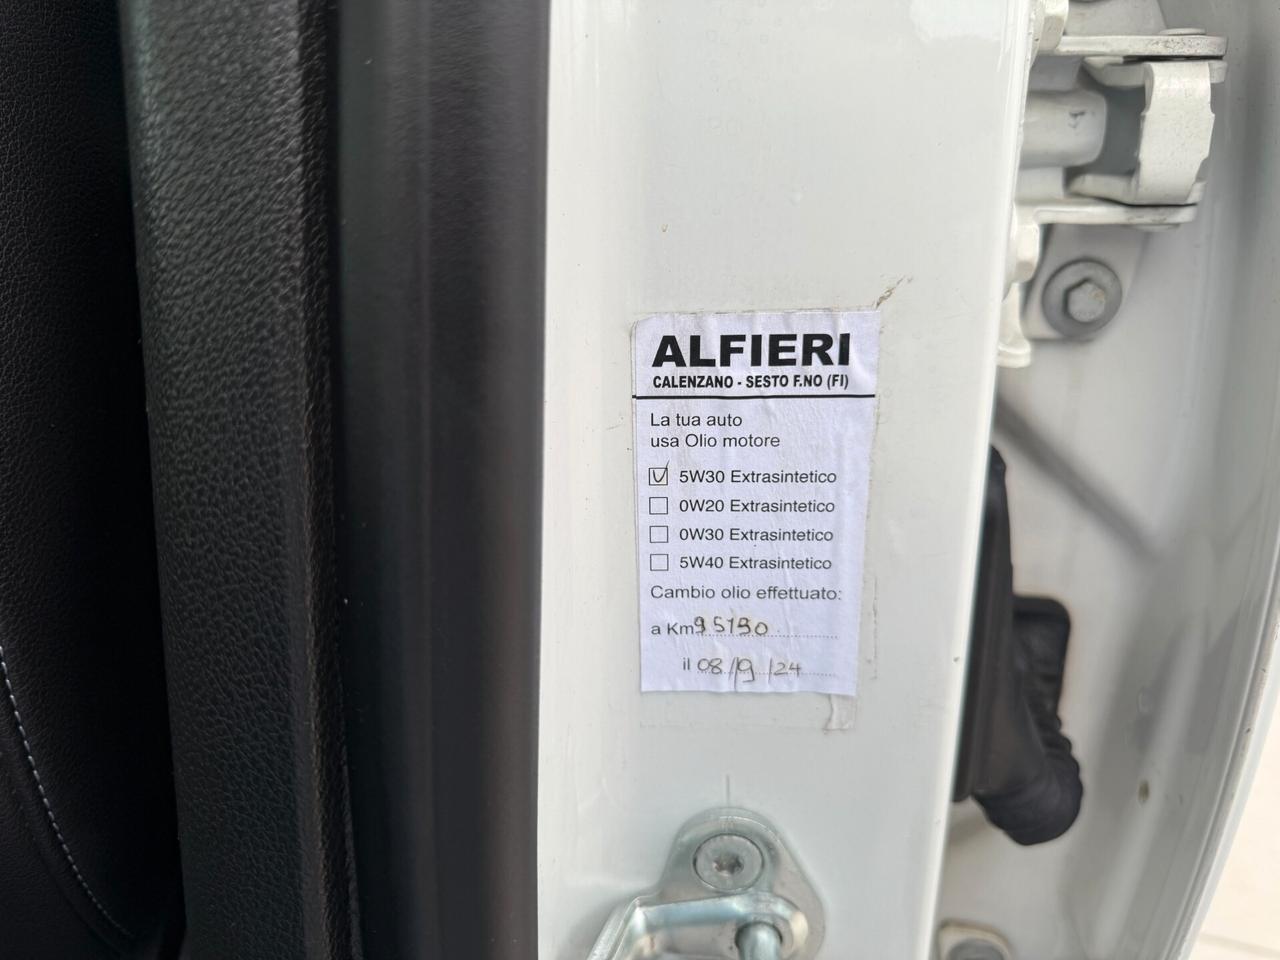 ALFIERI
CALENZANO - SESTO F.NO (FI)
La tua auto
usa Olio motore
5W30 Extrasintetico
0W20 Extrasintetico
0W30 Extrasintetico
5W40 Extrasintetico
Cambio olio effettuato:
a Km 95190
il 08/9/24